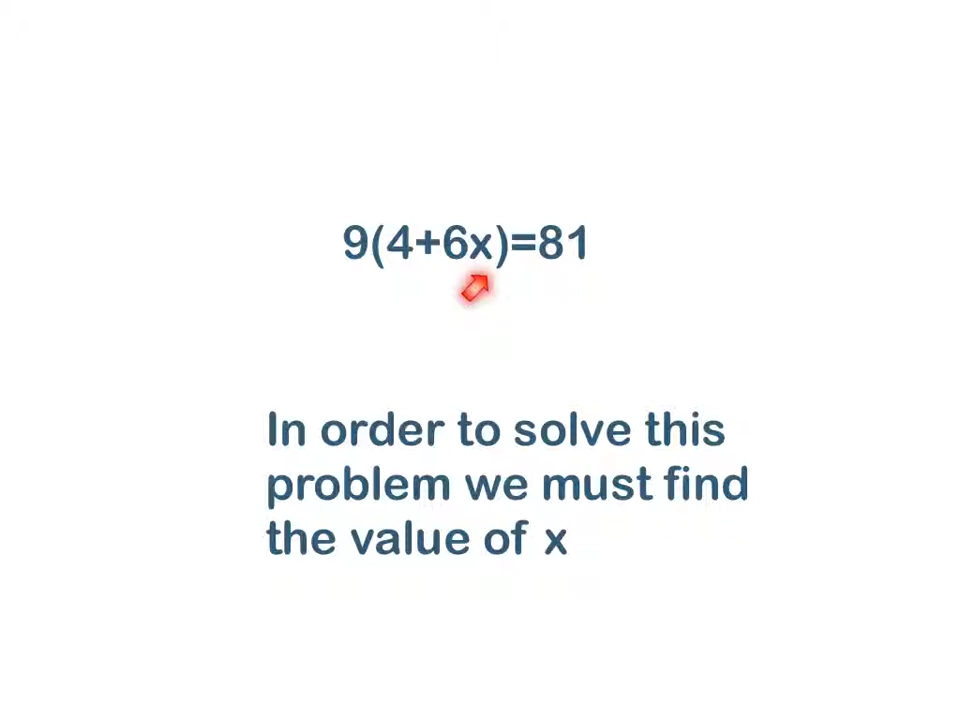 9(4+6x)=81
In order to solve this
problem we must find
the value of x